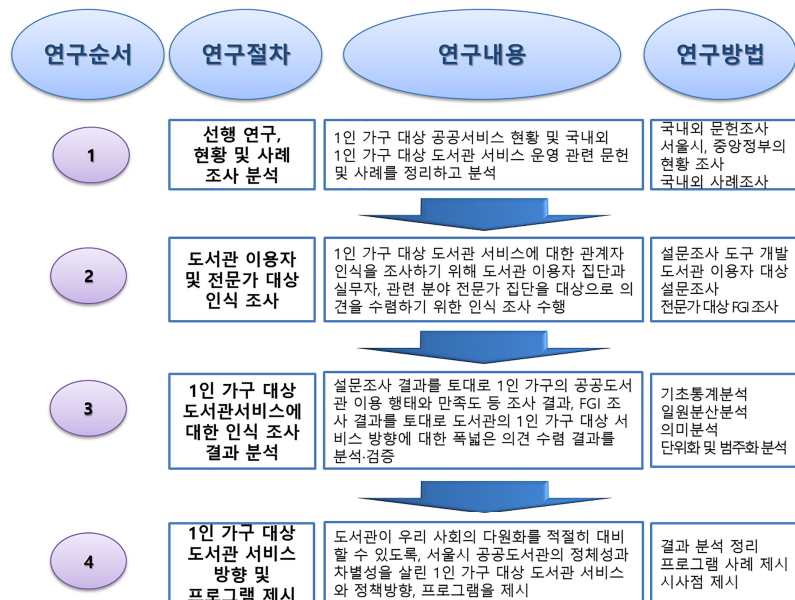 연구순서
연구절차
연구내용
연구방법
1
선행 연구,
현황 및 사례
조사 분석
1인 가구 대상 공공서비스 현황 및 국내외
1인 가구 대상 도서관 서비스 운영 관련 문헌
및 사례를 정리하고 분석
국내외 문헌조사
서울시, 중앙정부의
현황 조사
국내외 사례조사
2
도서관 이용자
및 전문가 대상
인식 조사
1인 가구 대상 도서관 서비스에 대한 관계자
인식을 조사하기 위해 도서관 이용자 집단과
실무자, 관련 분야 전문가 집단을 대상으로 의
견을 수렴하기 위한 인식 조사 수행
설문조사 도구 개발
도서관 이용자 대상
설문조사
전문가 대상 FGI 조사
3
1인 가구 대상
도서관서비스에
대한 인식 조사
결과 분석
설문조사 결과를 토대로 1인 가구의 공공도서
관 이용 행태와 만족도 등 조사 결과, FGI 조
사 결과를 토대로 도서관의 1인 가구 대상 서
비스 방향에 대한 폭넓은 의견 수렴 결과를
분석·검증
기초통계분석
일원분산분석
의미분석
단위화 및 범주화 분석
4
1인 가구 대상
도서관 서비스
방향 및
프로그램 제시
도서관이 우리 사회의 다원화를 적절히 대비
할 수 있도록, 서울시 공공도서관의 정체성과
차별성을 살린 1인 가구 대상 도서관 서비스
와 정책방향, 프로그램을 제시
결과 분석 정리
프로그램 사례 제시
시사점 제시